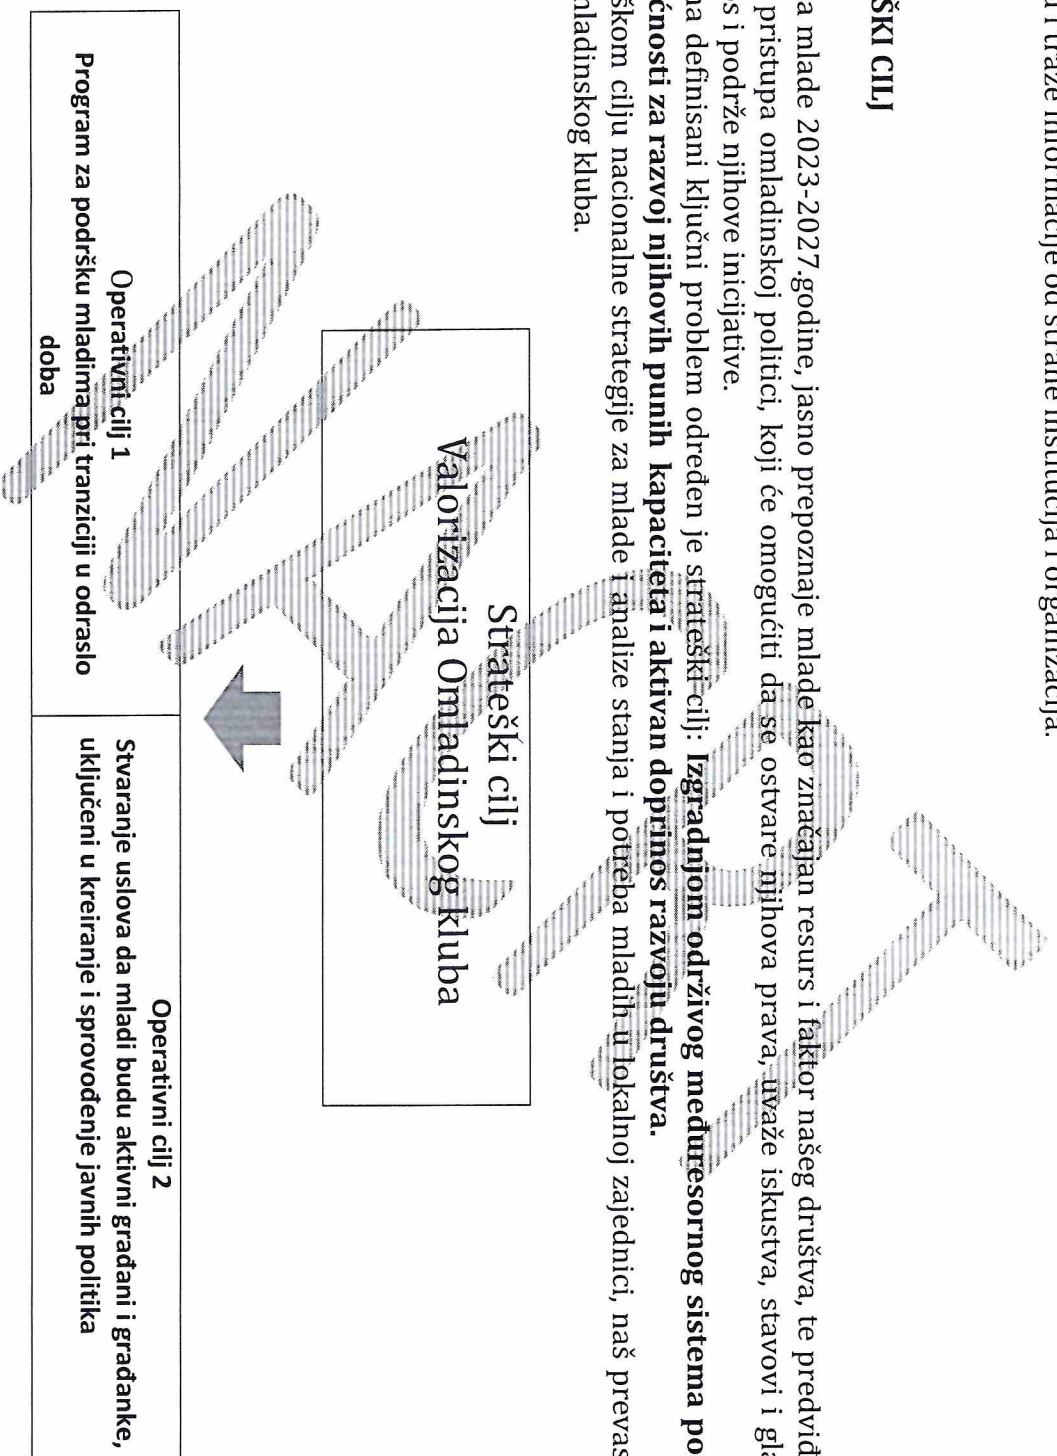 i traže informacije od strane institucija i organizacija.
ŠKI CILJ
a mlade 2023-2027.godine, jasno prepoznaje mlade kao značajan resurs i faktor našeg društva, te predviđ
pristupa omladinskoj politici, koji će omogućiti da se ostvare njihova prava, uvaže iskustva, stavovi i gla
s i podrže njihove inicijative.
na definisani ključni problem određen je strateški cilj: Izgradnjom održivog međuresornog sistema po
ćnosti za razvoj njihovih punih kapaciteta i aktivan doprinos razvoju društva.
škom cilju nacionalne strategije za mlade i analize stanja i potreba mladih u lokalnoj zajednici, naš prevas
mladinskog kluba.
Strateški cilj
Valorizacija Omladinskog kluba
Operativni cilj 1
Program za podršku mladima pri tranziciji u odraslo
doba
Operativni cilj 2
Stvaranje uslova da mladi budu aktivni građani i građanke,
uključeni u kreiranje i sprovođenje javnih politika
NACRT